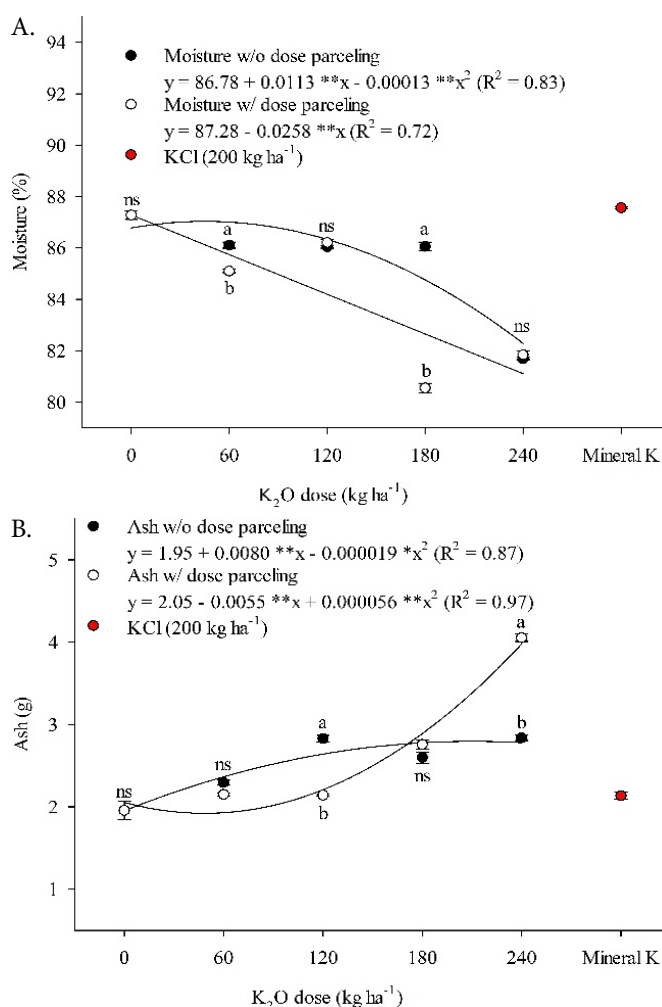 A.
94
92
90
88
86
84
82
80
Moisture (%)
Moisture w/o dose parceling
y = 86.78 + 0.0113 **x - 0.00013 **x² (R² = 0.83)
Moisture w/ dose parceling
y = 87.28 - 0.0258 **x (R² = 0.72)
KCl (200 kg ha⁻¹)
ns
a
b
ns
a
b
ns
0 60 120 180 240 Mineral K
K₂O dose (kg ha⁻¹)
B.
5
4
3
2
1
Ash (g)
Ash w/o dose parceling
y = 1.95 + 0.0080 **x - 0.000019 *x² (R² = 0.87)
Ash w/ dose parceling
y = 2.05 - 0.0055 **x + 0.000056 **x² (R² = 0.97)
KCl (200 kg ha⁻¹)
ns
ns
a
b
ns
a
b
0 60 120 180 240 Mineral K
K₂O dose (kg ha⁻¹)